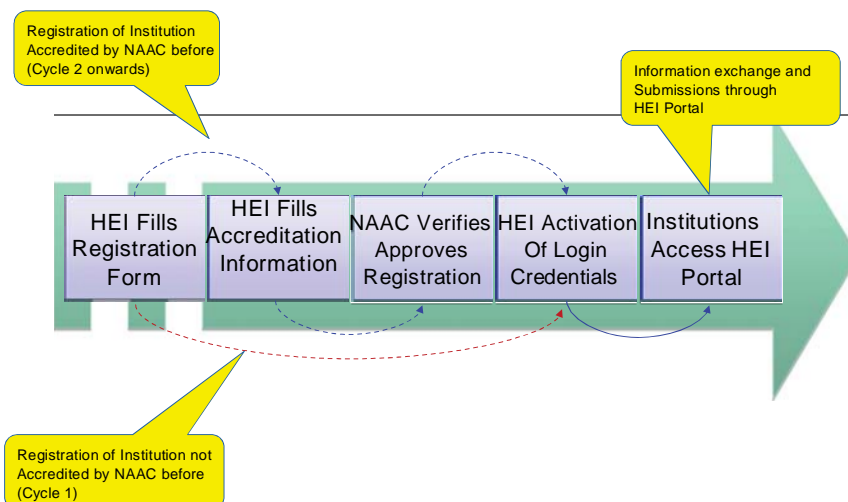 Registration of Institution
Accredited by NAAC before
(Cycle 2 onwards)
Information exchange and
Submissions through
HEI Portal
HEI Fills
Registration
Form
HEI Fills
Accreditation
Information
NAAC Verifies
Approves
Registration
HEI Activation
Of Login
Credentials
Institutions
Access HEI
Portal
Registration of Institution not
Accredited by NAAC before
(Cycle 1)